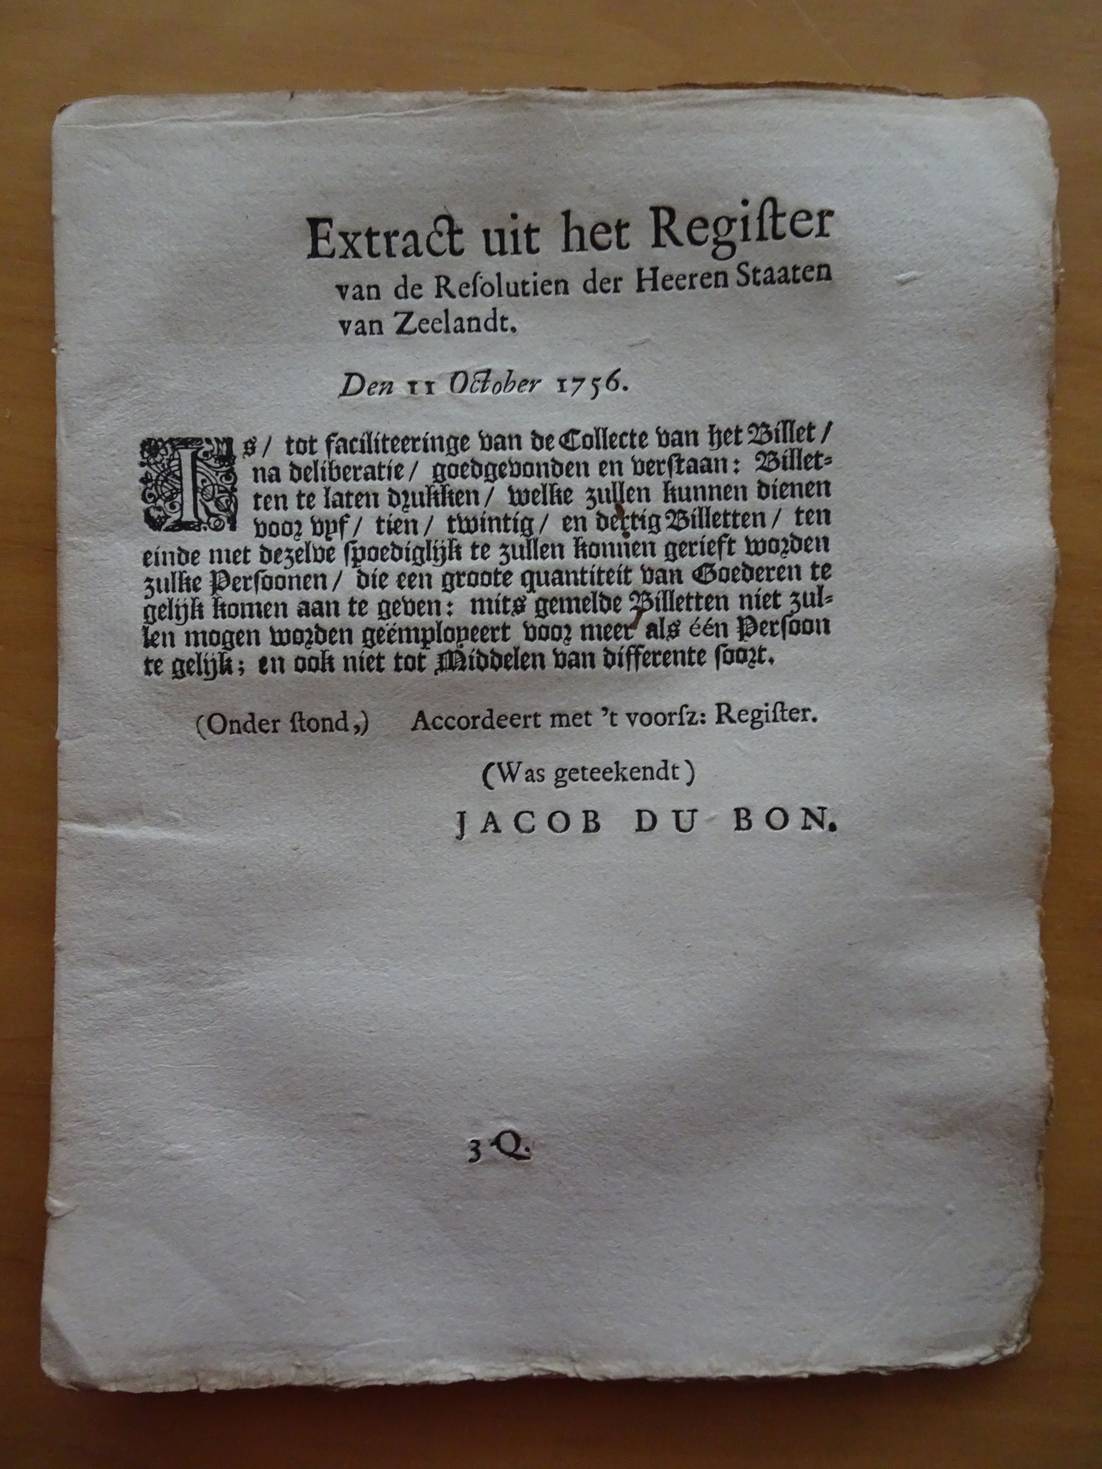 Extract uit het Regiſter
van de Reſolutien der Heeren Staaten
van Zeelandt.
Den 11 October 1756.
IS/ tot faciliteeringe van de Collecte van het Billet/
na deliberatie/ goedgevonden en verſtaan: Billet-
ten te laten drukken/ welke zullen kunnen dienen
voor vyf/ tien/ twintig/ en dertig Billetten/ ten
einde met dezelve ſpoediglijk te zullen konnen gerieft worden
zulke Perſoonen/ die een groote quantiteit van Goederen te
gelijk komen aan te geven: mits gemelde Billetten niet zul-
len mogen worden geëmployeert voor meer als één Perſoon
te gelijk; en ook niet tot Middelen van differente ſoort.
(Onder ſtond,) Accordeert met 't voorſz: Regiſter.
(Was geteekendt)
JACOB DU BON.
3 Q.